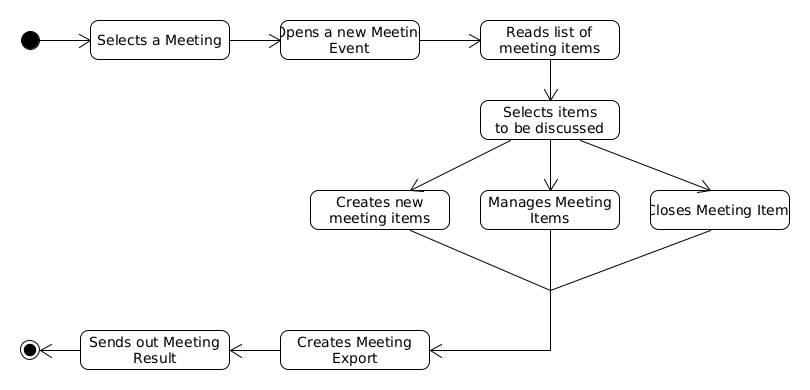 Selects a Meeting
Opens a new Meetin
Event
Reads list of
meeting items
Selects items
to be discussed
Creates new
meeting items
Manages Meeting
Items
Closes Meeting Item
Sends out Meeting
Result
Creates Meeting
Export